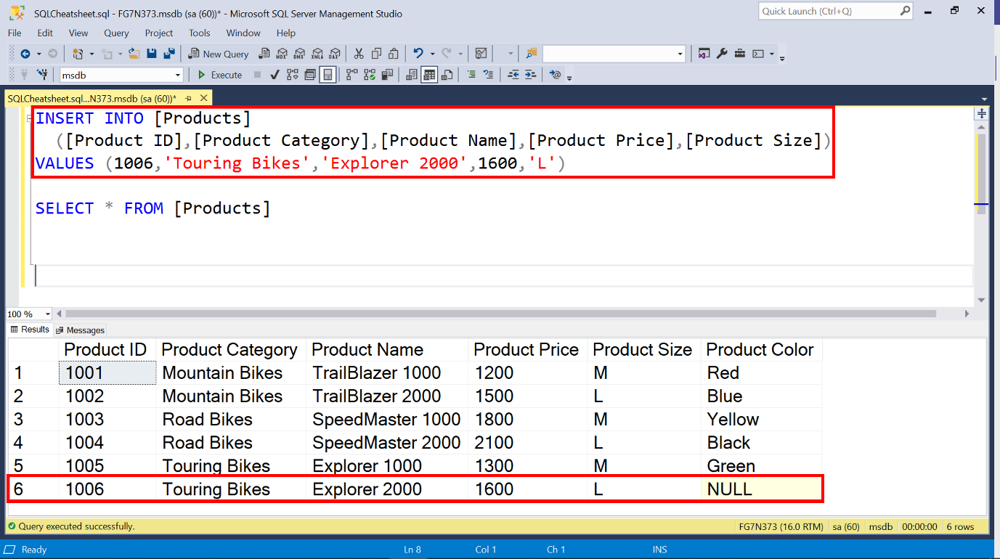 SQLCheatsheet.sql - FG7N373.msdb (sa (60))* - Microsoft SQL Server Management Studio
Quick Launch (Ctrl+Q)
File Edit View Query Project Tools Window Help
New Query MDX DMX XMLA DAX
msdb Execute
SQLCheatsheet.sql...N373.msdb (sa (60))*
INSERT INTO [Products]
([Product ID],[Product Category],[Product Name],[Product Price],[Product Size])
VALUES (1006,'Touring Bikes','Explorer 2000',1600,'L')
SELECT * FROM [Products]
100 %
Results Messages
Product ID Product Category Product Name Product Price Product Size Product Color
1 1001 Mountain Bikes TrailBlazer 1000 1200 M Red
2 1002 Mountain Bikes TrailBlazer 2000 1500 L Blue
3 1003 Road Bikes SpeedMaster 1000 1800 M Yellow
4 1004 Road Bikes SpeedMaster 2000 2100 L Black
5 1005 Touring Bikes Explorer 1000 1300 M Green
6 1006 Touring Bikes Explorer 2000 1600 L NULL
Query executed successfully. FG7N373 (16.0 RTM) sa (60) msdb 00:00:00 6 rows
Ready Ln 8 Col 1 Ch 1 INS